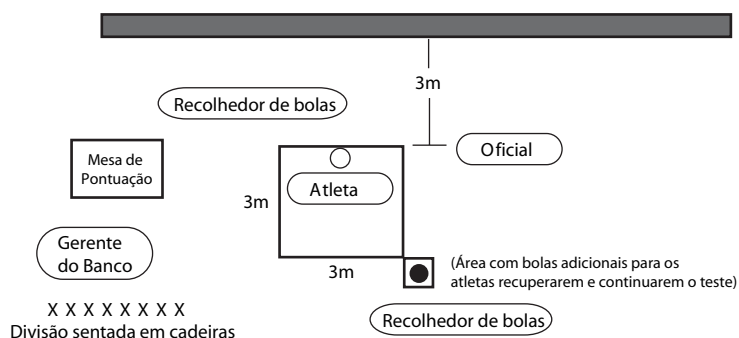 3m
Recolhedor de bolas
Oficial
Mesa de
Pontuação
Atleta
3m
Gerente
do Banco
3m
(Área com bolas adicionais para os
atletas recuperarem e continuarem o teste)
X X X X X X X X
Divisão sentada em cadeiras
Recolhedor de bolas